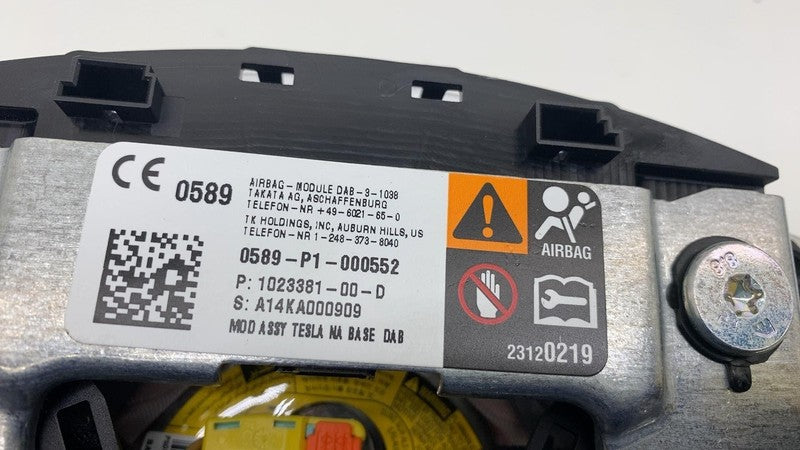 CE 0589
AIRBAG-MODULE DAB-3-1038
TAKATA AG, ASCHAFFENBURG
TELEFON-NR +49-6021-65-0
TK HOLDINGS, INC, AUBURN HILLS, US
TELEFON-NR 1-248-373-8040
0589-P1-000552
P: 1023381-00-D
S: A14KA000909
MOD ASSY TESLA NA BASE DAB
AIRBAG
23120219